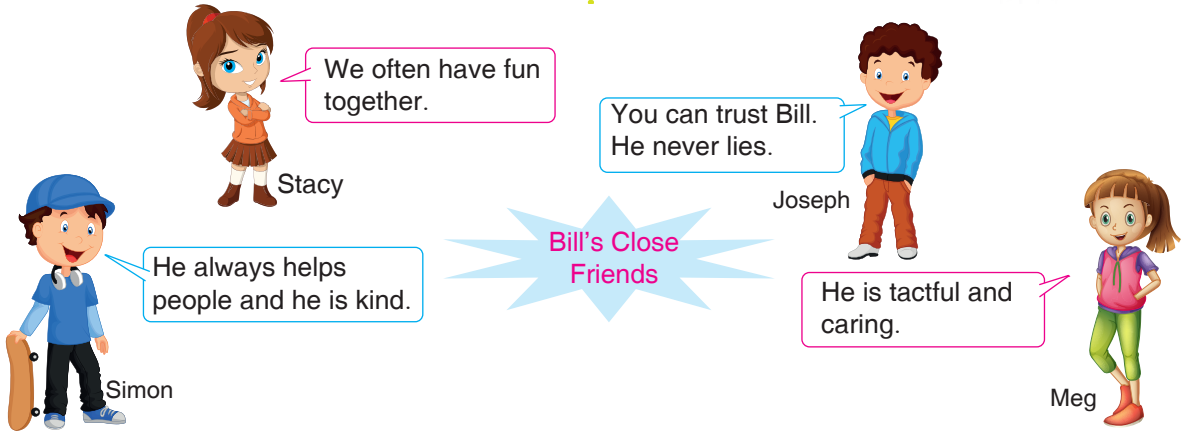 We often have fun
together.
Stacy
You can trust Bill.
He never lies.
Joseph
He always helps
people and he is kind.
Simon
Bill's Close
Friends
He is tactful and
caring.
Meg